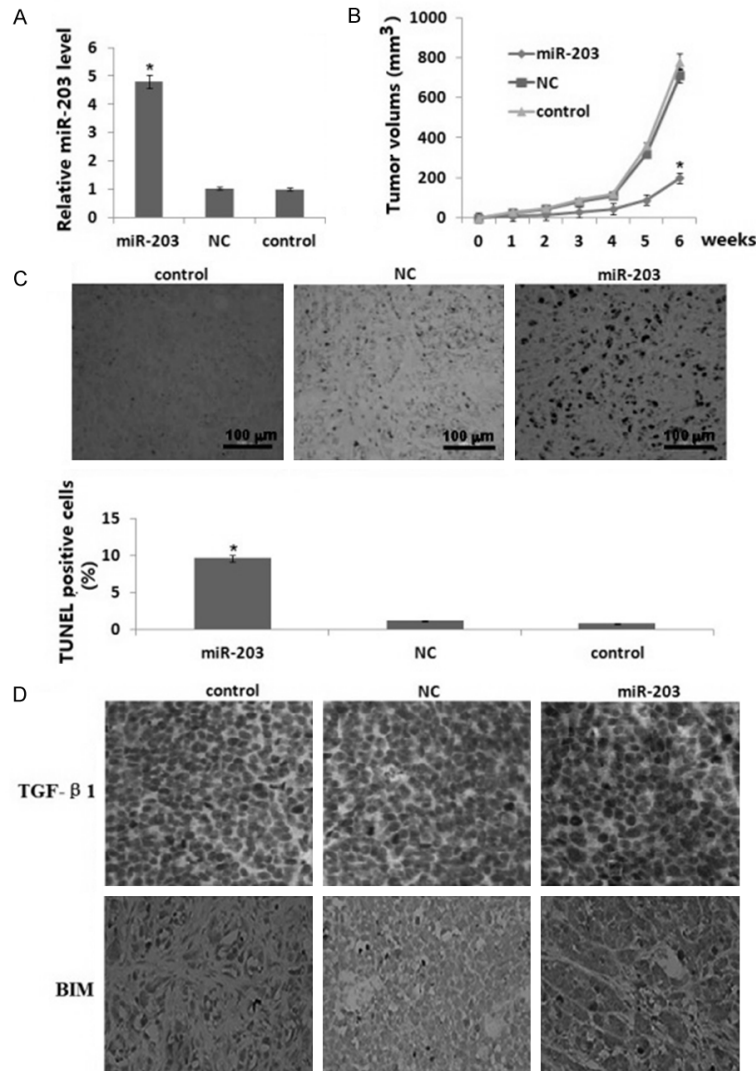 A
Relative miR-203 level
6
5
4
3
2
1
0
*
miR-203 NC control
B
Tumor volums (mm³)
1000
800
600
400
200
0
miR-203
NC
control
*
0 1 2 3 4 5 6 weeks
C
control NC miR-203
100 μm 100 μm 100 μm
TUNEL positive cells
(%)
15
10
5
0
*
miR-203 NC control
D
control NC miR-203
TGF-β1
BIM